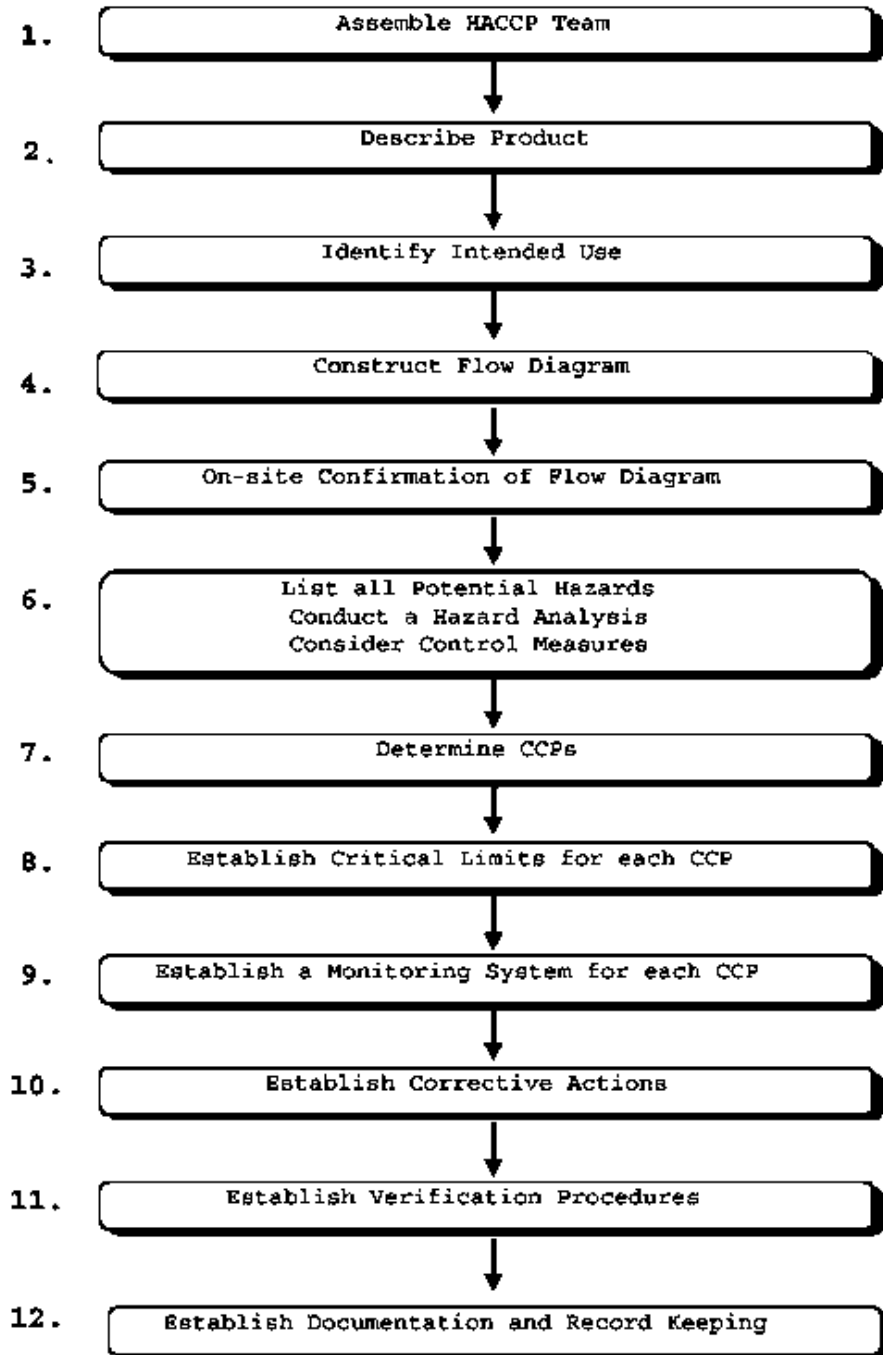 1. Assemble HACCP Team
2. Describe Product
3. Identify Intended Use
4. Construct Flow Diagram
5. On-site Confirmation of Flow Diagram
6. List all Potential Hazards
Conduct a Hazard Analysis
Consider Control Measures
7. Determine CCPs
8. Establish Critical Limits for each CCP
9. Establish a Monitoring System for each CCP
10. Establish Corrective Actions
11. Establish Verification Procedures
12. Establish Documentation and Record Keeping